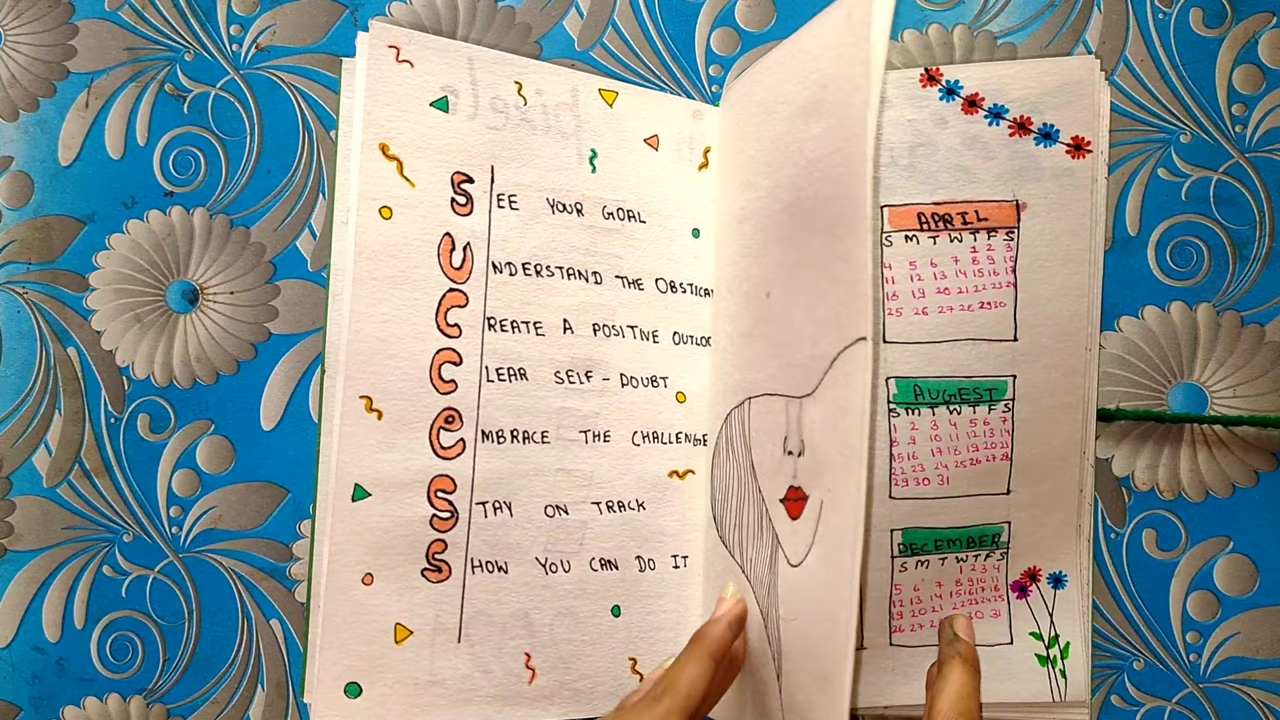 SEE YOUR GOAL
UNDERSTAND THE OBSTICA
CREATE A POSITIVE OUTLOO
CLEAR SELF-DOUBT
EMBRACE THE CHALLENGE
STAY ON TRACK
SHOW YOU CAN DO IT
APRIL
S M T W T F S
1 2 3
4 5 6 7 8 9 10
11 12 13 14 15 16 17
18 19 20 21 22 23 24
25 26 27 28 29 30
AUGEST
S M T W T F S
1 2 3 4 5 6 7
8 9 10 11 12 13 14
15 16 17 18 19 20 21
22 23 24 25 26 27 28
29 30 31
DECEMBER
S M T W T F S
1 2 3 4
5 6 7 8 9 10 11
12 13 14 15 16 17 18
19 20 21 22 23 24 25
26 27 30 31